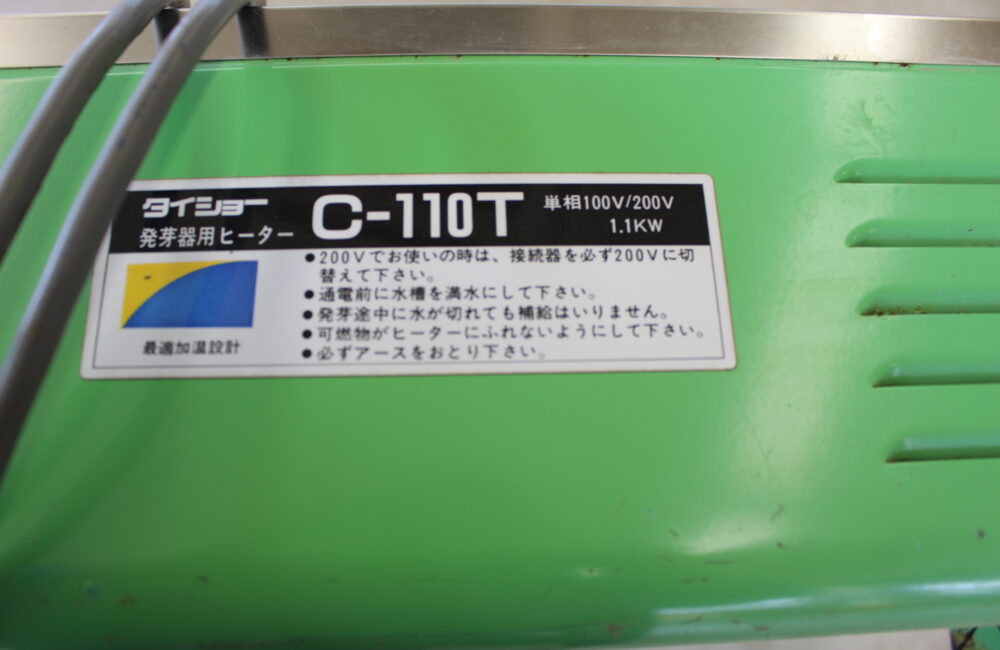 タイショー
発芽器用ヒーター
C-110T
単相100V/200V
1.1KW
●200Vでお使いの時は、接続器を必ず200Vに切
替えて下さい。
●通電前に水槽を満水にして下さい。
●発芽途中に水が切れても補給はいりません。
●可燃物がヒーターにふれないようにして下さい。
●必ずアースをおとり下さい。
最適加温設計